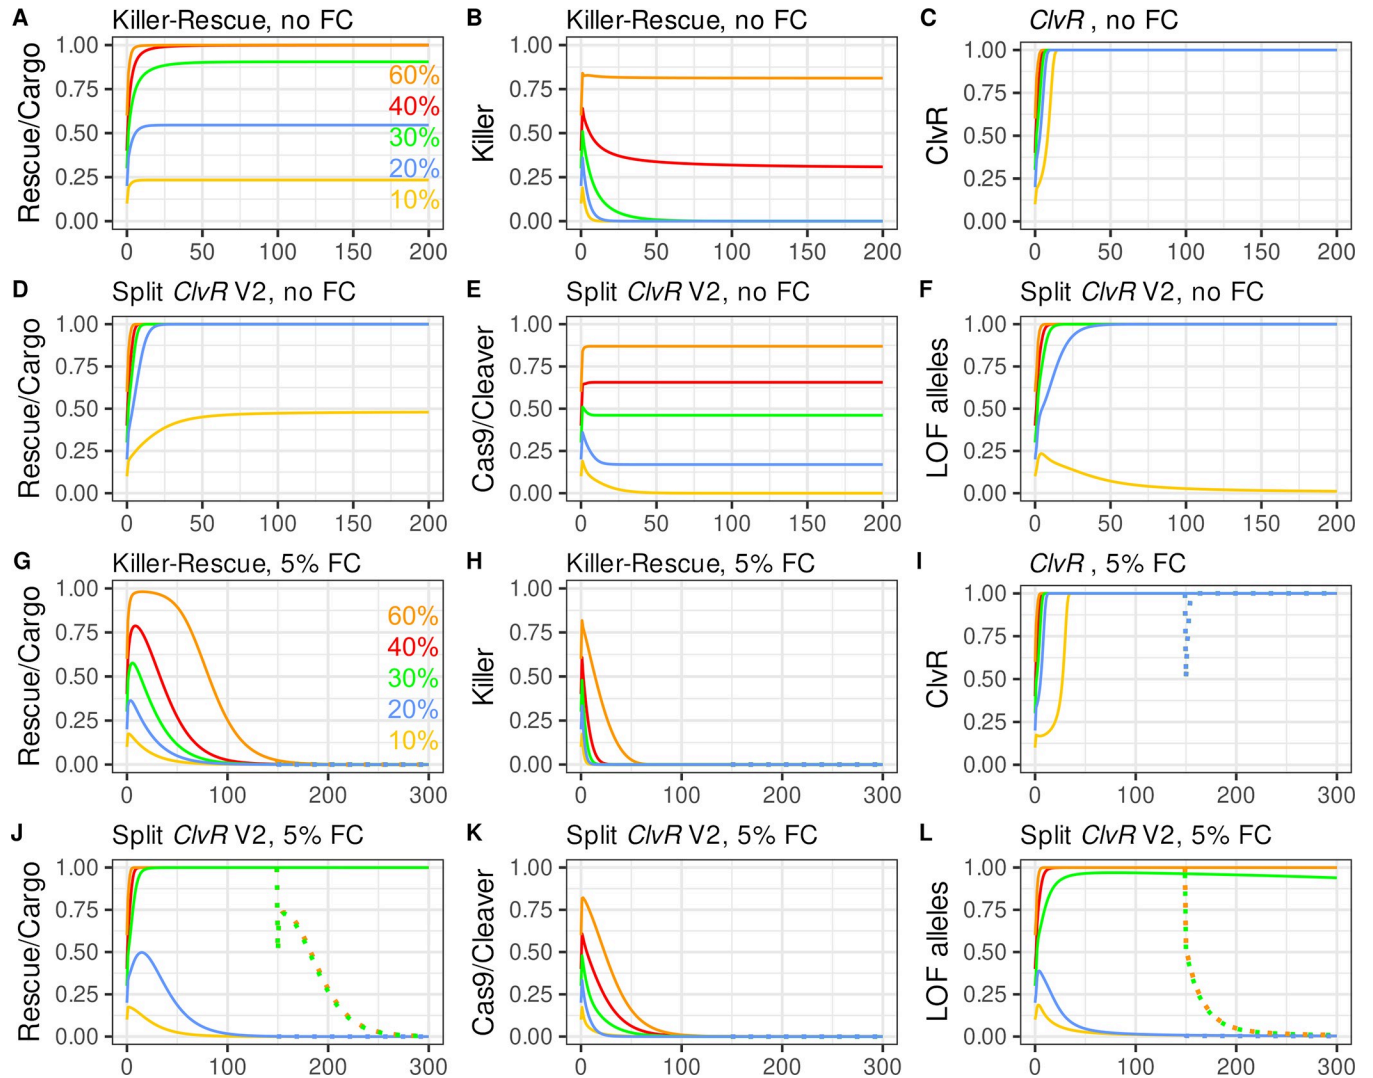 A Killer-Rescue, no FC
Rescue/Cargo
1.00
0.75
0.50
0.25
0.00
60%
40%
30%
20%
10%
0 50 100 150 200
B Killer-Rescue, no FC
Killer
1.00
0.75
0.50
0.25
0.00
0 50 100 150 200
C ClvR , no FC
ClvR
1.00
0.75
0.50
0.25
0.00
0 50 100 150 200
D Split ClvR V2, no FC
Rescue/Cargo
1.00
0.75
0.50
0.25
0.00
0 50 100 150 200
E Split ClvR V2, no FC
Cas9/Cleaver
1.00
0.75
0.50
0.25
0.00
0 50 100 150 200
F Split ClvR V2, no FC
LOF alleles
1.00
0.75
0.50
0.25
0.00
0 50 100 150 200
G Killer-Rescue, 5% FC
Rescue/Cargo
1.00
0.75
0.50
0.25
0.00
60%
40%
30%
20%
10%
0 100 200 300
H Killer-Rescue, 5% FC
Killer
1.00
0.75
0.50
0.25
0.00
0 100 200 300
I ClvR , 5% FC
ClvR
1.00
0.75
0.50
0.25
0.00
0 100 200 300
J Split ClvR V2, 5% FC
Rescue/Cargo
1.00
0.75
0.50
0.25
0.00
0 100 200 300
K Split ClvR V2, 5% FC
Cas9/Cleaver
1.00
0.75
0.50
0.25
0.00
0 100 200 300
L Split ClvR V2, 5% FC
LOF alleles
1.00
0.75
0.50
0.25
0.00
0 100 200 300